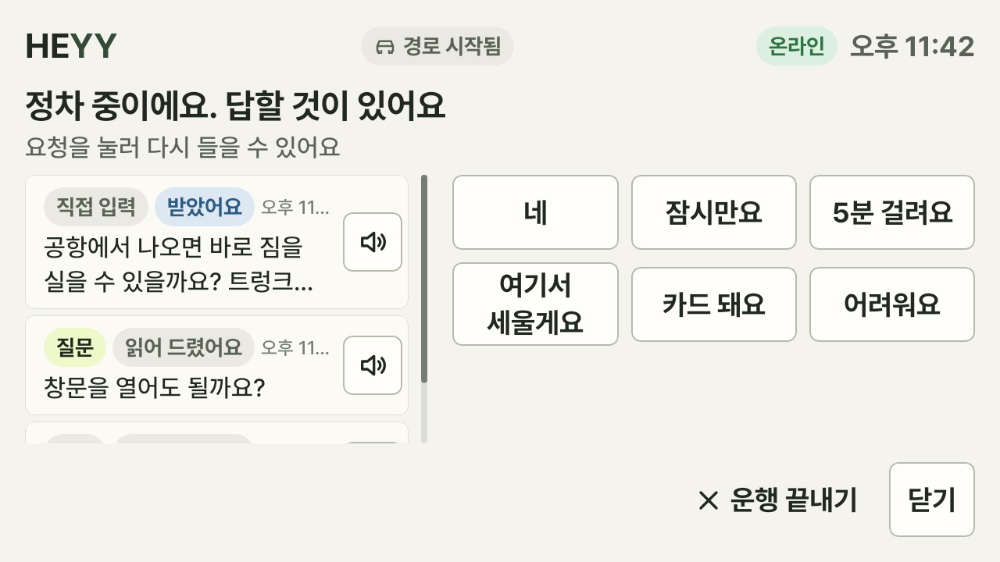 HEYY
경로 시작됨
온라인 오후 11:42
정차 중이에요. 답할 것이 있어요
요청을 눌러 다시 들을 수 있어요
직접 입력 받았어요 오후 11...
공항에서 나오면 바로 짐을
실을 수 있을까요? 트렁크...
질문 읽어 드렸어요 오후 11...
창문을 열어도 될까요?
네
잠시만요
5분 걸려요
여기서
세울게요
카드 돼요
어려워요
운행 끝내기
닫기